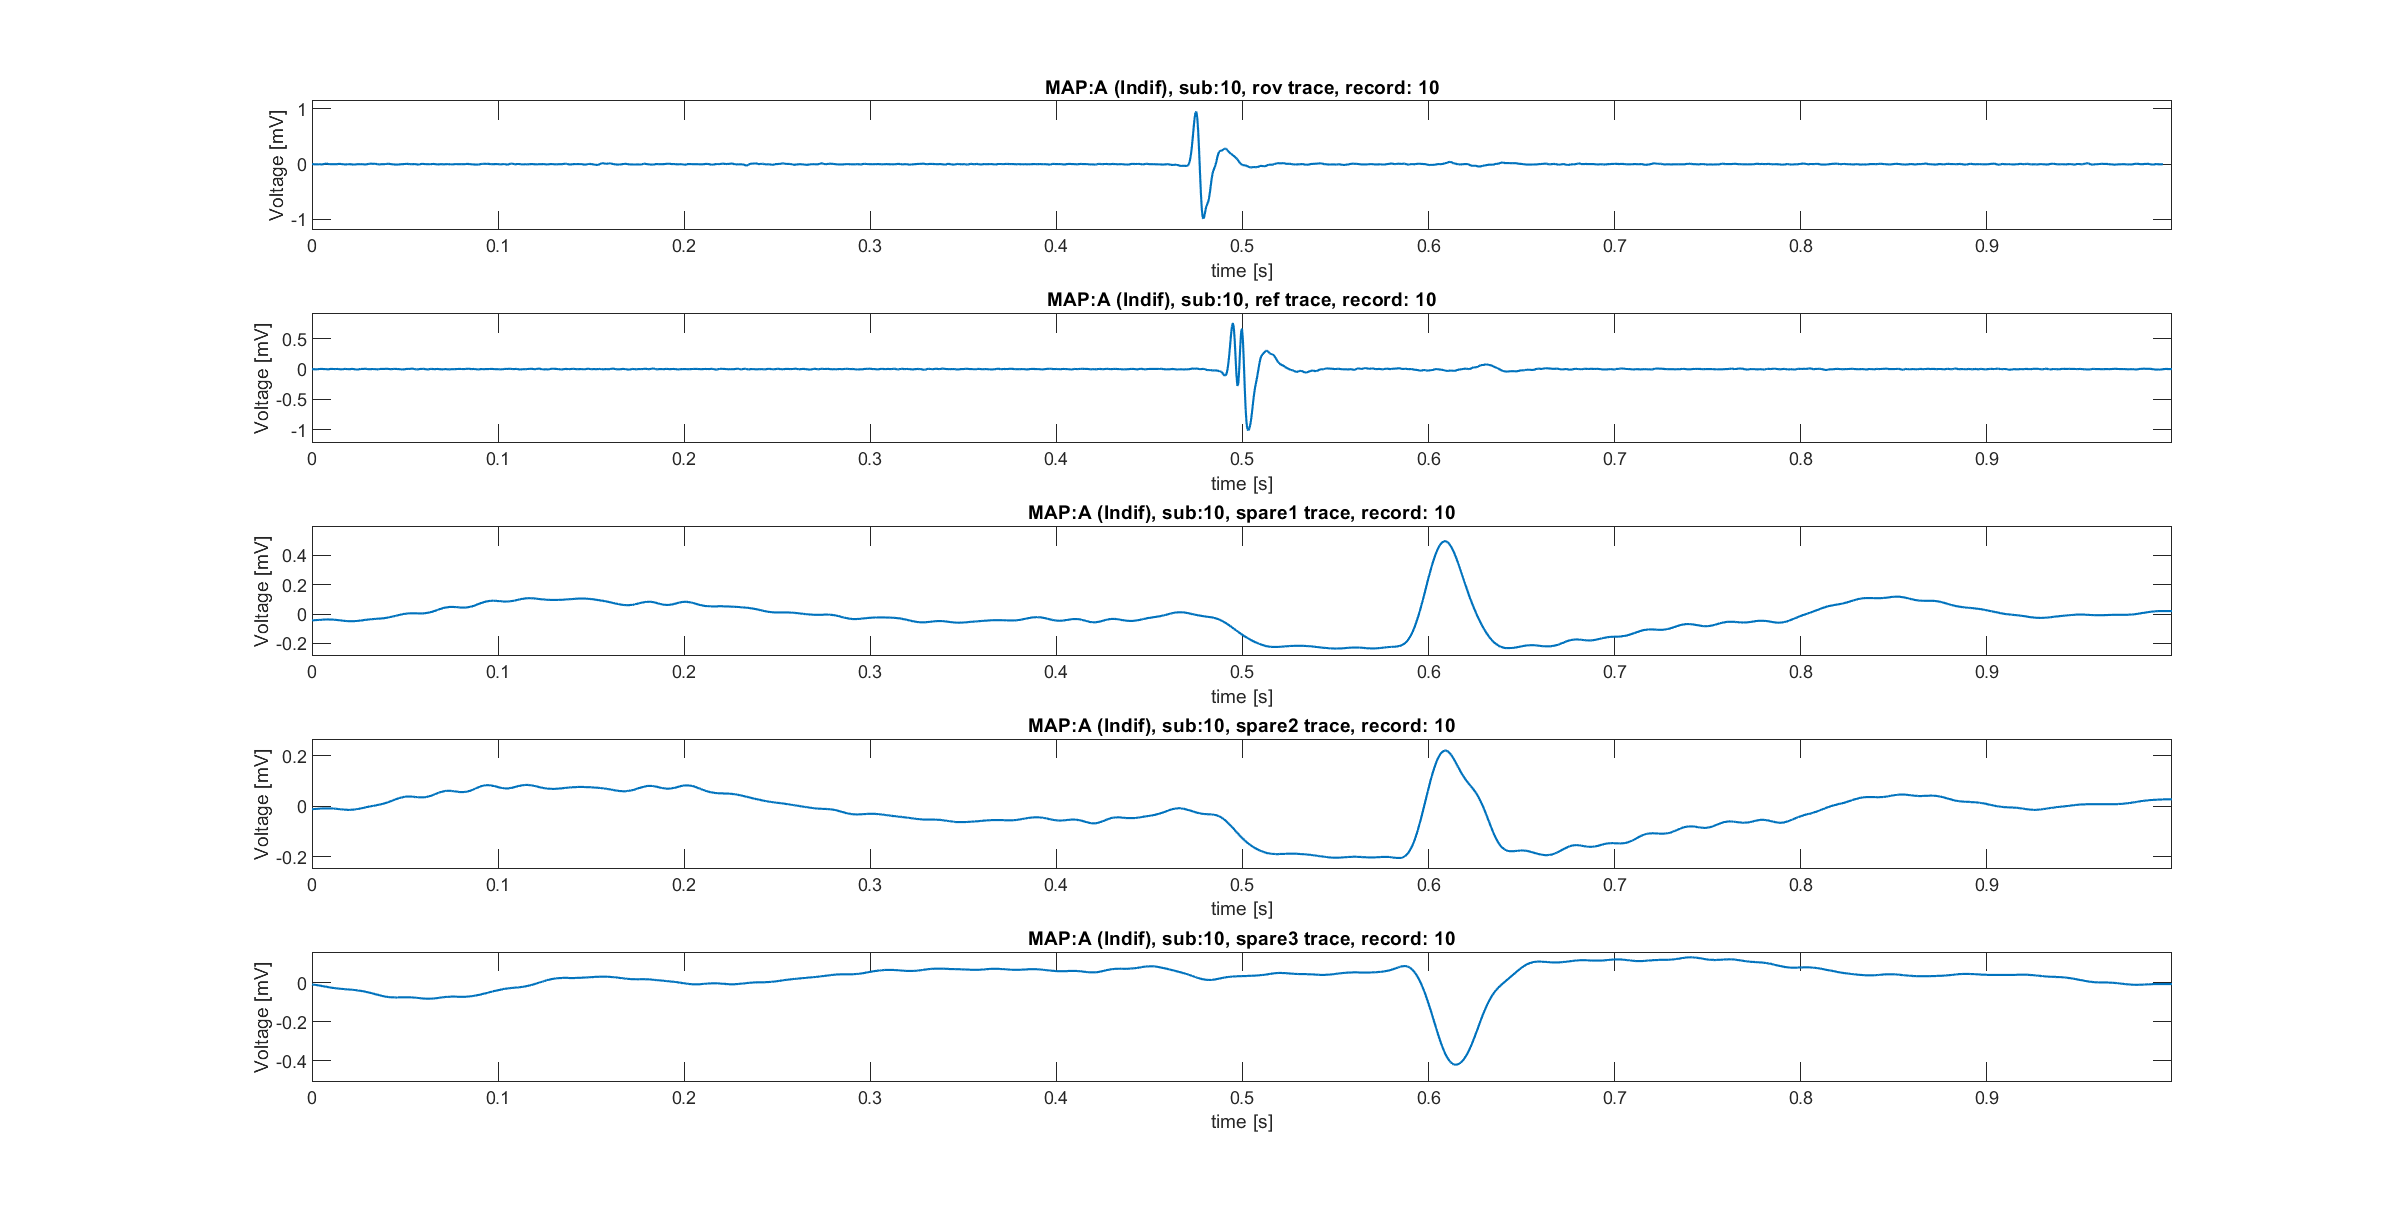 MAP:A (Indif), sub:10, rov trace, record: 10
Voltage [mV]
1
0
-1
0 0.1 0.2 0.3 0.4 0.5 0.6 0.7 0.8 0.9
time [s]
MAP:A (Indif), sub:10, ref trace, record: 10
Voltage [mV]
0.5
0
-0.5
-1
0 0.1 0.2 0.3 0.4 0.5 0.6 0.7 0.8 0.9
time [s]
MAP:A (Indif), sub:10, spare1 trace, record: 10
Voltage [mV]
0.4
0.2
0
-0.2
0 0.1 0.2 0.3 0.4 0.5 0.6 0.7 0.8 0.9
time [s]
MAP:A (Indif), sub:10, spare2 trace, record: 10
Voltage [mV]
0.2
0
-0.2
0 0.1 0.2 0.3 0.4 0.5 0.6 0.7 0.8 0.9
time [s]
MAP:A (Indif), sub:10, spare3 trace, record: 10
Voltage [mV]
0
-0.2
-0.4
0 0.1 0.2 0.3 0.4 0.5 0.6 0.7 0.8 0.9
time [s]